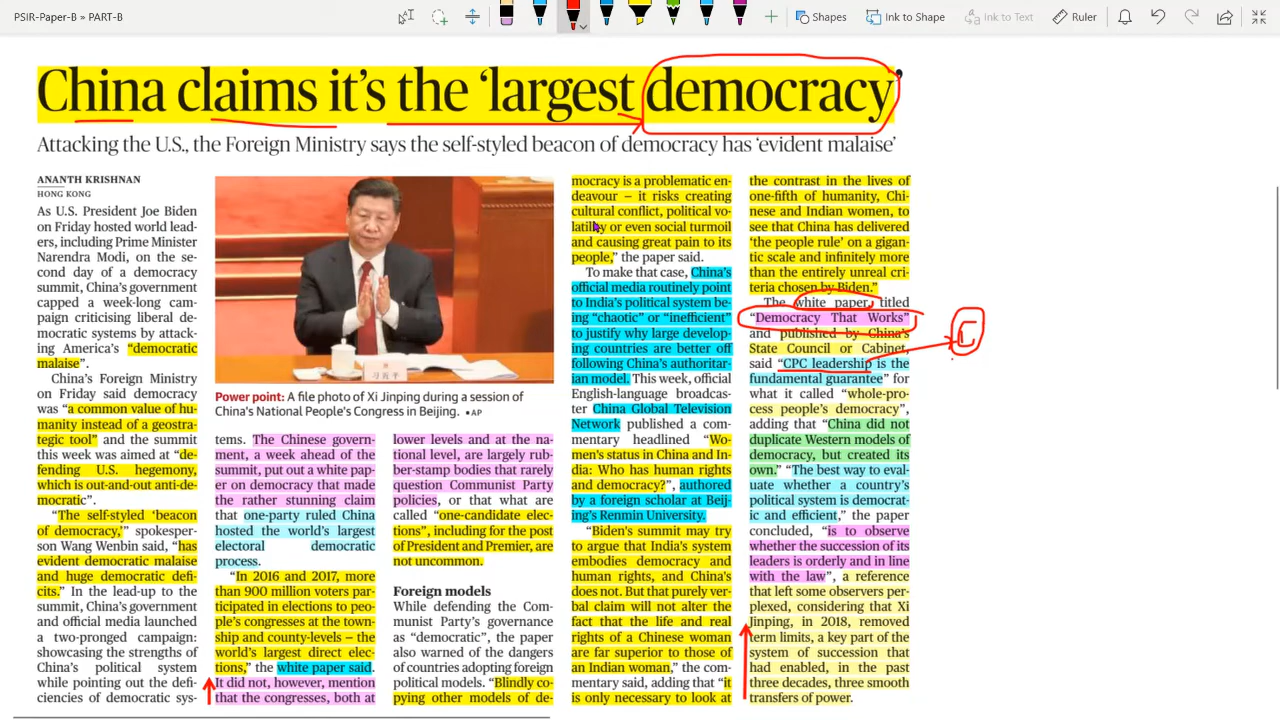 PSIR-Paper-B » PART-B
Shapes
Ink to Shape
Ink to Text
Ruler
China claims it's the ‘largest democracy’
Attacking the U.S., the Foreign Ministry says the self-styled beacon of democracy has ‘evident malaise’
ANANTH KRISHNAN
HONG KONG
As U.S. President Joe Biden
on Friday hosted world lead-
ers, including Prime Minister
Narendra Modi, on the se-
cond day of a democracy
summit, China's government
capped a week-long cam-
paign criticising liberal de-
mocratic systems by attack-
ing America's “democratic
malaise”.
China's Foreign Ministry
on Friday said democracy
was “a common value of hu-
manity instead of a geostra-
tegic tool” and the summit
this week was aimed at “de-
fending U.S. hegemony,
which is out-and-out anti-de-
mocratic”.
“The self-styled ‘beacon
of democracy,’” spokesper-
son Wang Wenbin said, “has
evident democratic malaise
and huge democratic defi-
cits.” In the lead-up to the
summit, China's government
and official media launched
a two-pronged campaign:
showcasing the strengths of
China's political system
while pointing out the defi-
ciencies of democratic sys-
Power point: A file photo of Xi Jinping during a session of
China's National People's Congress in Beijing. ▪AP
tems. The Chinese govern-
ment, a week ahead of the
summit, put out a white pap-
er on democracy that made
the rather stunning claim
that one-party ruled China
hosted the world's largest
electoral democratic
process.
“In 2016 and 2017, more
than 900 million voters par-
ticipated in elections to peo-
ple's congresses at the town-
ship and county-levels – the
world's largest direct elec-
tions,” the white paper said.
It did not, however, mention
that the congresses, both at
lower levels and at the na-
tional level, are largely rub-
ber-stamp bodies that rarely
question Communist Party
policies, or that what are
called “one-candidate elec-
tions”, including for the post
of President and Premier, are
not uncommon.
Foreign models
While defending the Com-
munist Party's governance
as “democratic”, the paper
also warned of the dangers
of countries adopting foreign
political models. “Blindly co-
pying other models of de-
mocracy is a problematic en-
deavour – it risks creating
cultural conflict, political vo-
latility or even social turmoil
and causing great pain to its
people,” the paper said.
To make that case, China's
official media routinely point
to India's political system be-
ing “chaotic” or “inefficient”
to justify why large develop-
ing countries are better off
following China's authoritar-
ian model. This week, official
English-language broadcas-
ter China Global Television
Network published a com-
mentary headlined “Wo-
men's status in China and In-
dia: Who has human rights
and democracy?”, authored
by a foreign scholar at Beij-
ing's Renmin University.
“Biden's summit may try
to argue that India's system
embodies democracy and
human rights, and China's
does not. But that purely ver-
bal claim will not alter the
fact that the life and real
rights of a Chinese woman
are far superior to those of
an Indian woman,” the com-
mentary said, adding that “it
is only necessary to look at
the contrast in the lives of
one-fifth of humanity, Chi-
nese and Indian women, to
see that China has delivered
‘the people rule’ on a gigan-
tic scale and infinitely more
than the entirely unreal cri-
teria chosen by Biden.”
The white paper, titled
“Democracy That Works”
and published by China's
State Council or Cabinet,
said “CPC leadership is the
fundamental guarantee” for
what it called “whole-pro-
cess people's democracy”,
adding that “China did not
duplicate Western models of
democracy, but created its
own.” “The best way to eval-
uate whether a country's
political system is democrat-
ic and efficient”, the paper
concluded, “is to observe
whether the succession of its
leaders is orderly and in line
with the law”, a reference
that left some observers per-
plexed, considering that Xi
Jinping, in 2018, removed
term limits, a key part of the
system of succession that
had enabled, in the past
three decades, three smooth
transfers of power.